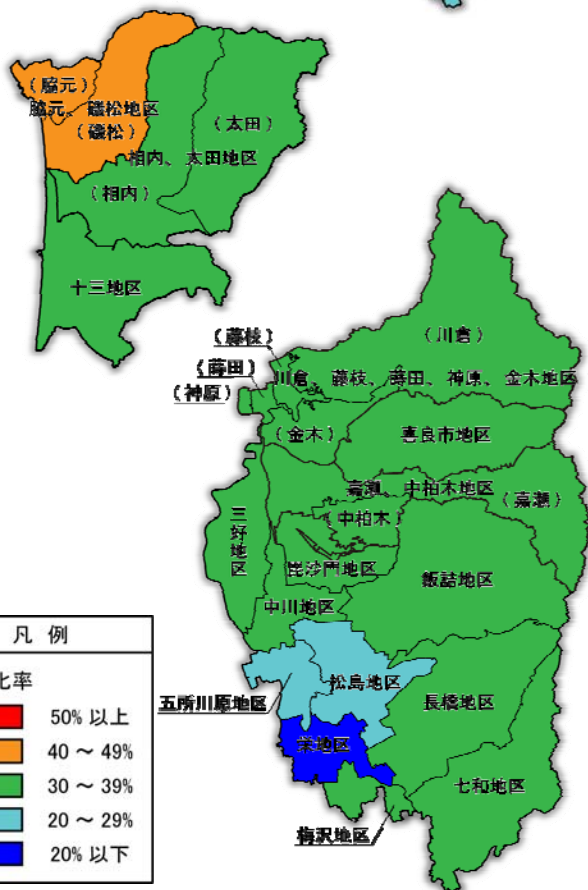 (脇元)
脇元、磯松地区
(磯松)
(太田)
相内、太田地区
(相内)
十三地区
(藤枝)
(川倉)
(蒔田)
川倉、藤枝、蒔田、神原、金木地区
(神原)
(金木)
喜良市地区
嘉瀬、中柏木地区
(嘉瀬)
三好地区
(中柏木)
毘沙門地区
飯詰地区
中川地区
松島地区
五所川原地区
長橋地区
栄地区
七和地区
梅沢地区
凡 例
化率
50% 以上
40 ～ 49%
30 ～ 39%
20 ～ 29%
20% 以下